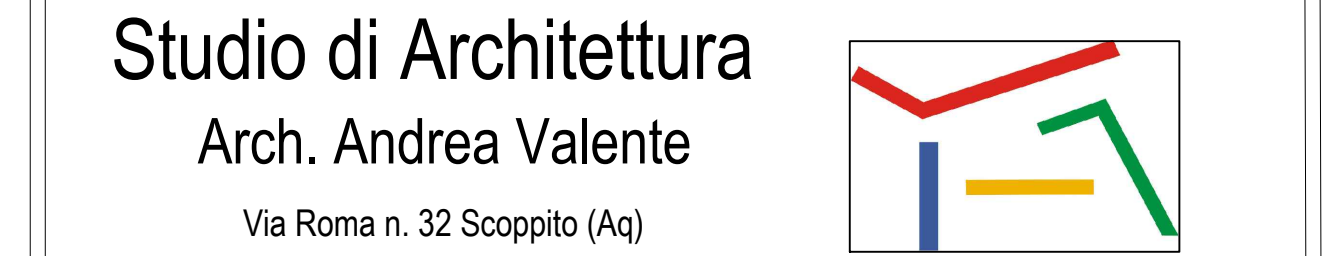 Studio di Architettura
Arch. Andrea Valente
Via Roma n. 32 Scoppito (Aq)